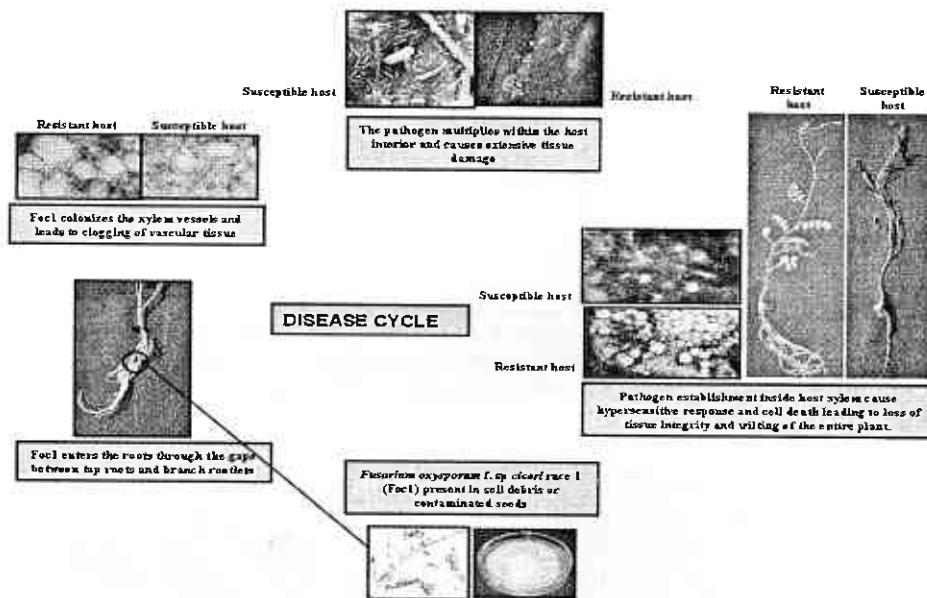 Susceptible host
Resistant host
The pathogen multiplies within the host
interior and causes extensive tissue
damage
Resistant host
Susceptible host
Foc1 colonizes the xylem vessels and
leads to clogging of vascular tissue
Resistant
host
Susceptible
host
Susceptible host
Resistant host
DISEASE CYCLE
Pathogen establishment inside host xylem cause
hypersensitive response and cell death leading to loss of
tissue integrity and wilting of the entire plant.
Foc1 enters the roots through the gaps
between tap roots and branch rootlets
Fusarium oxysporum f. sp ciceri race 1
(Foc1) present in soil debris or
contaminated seeds